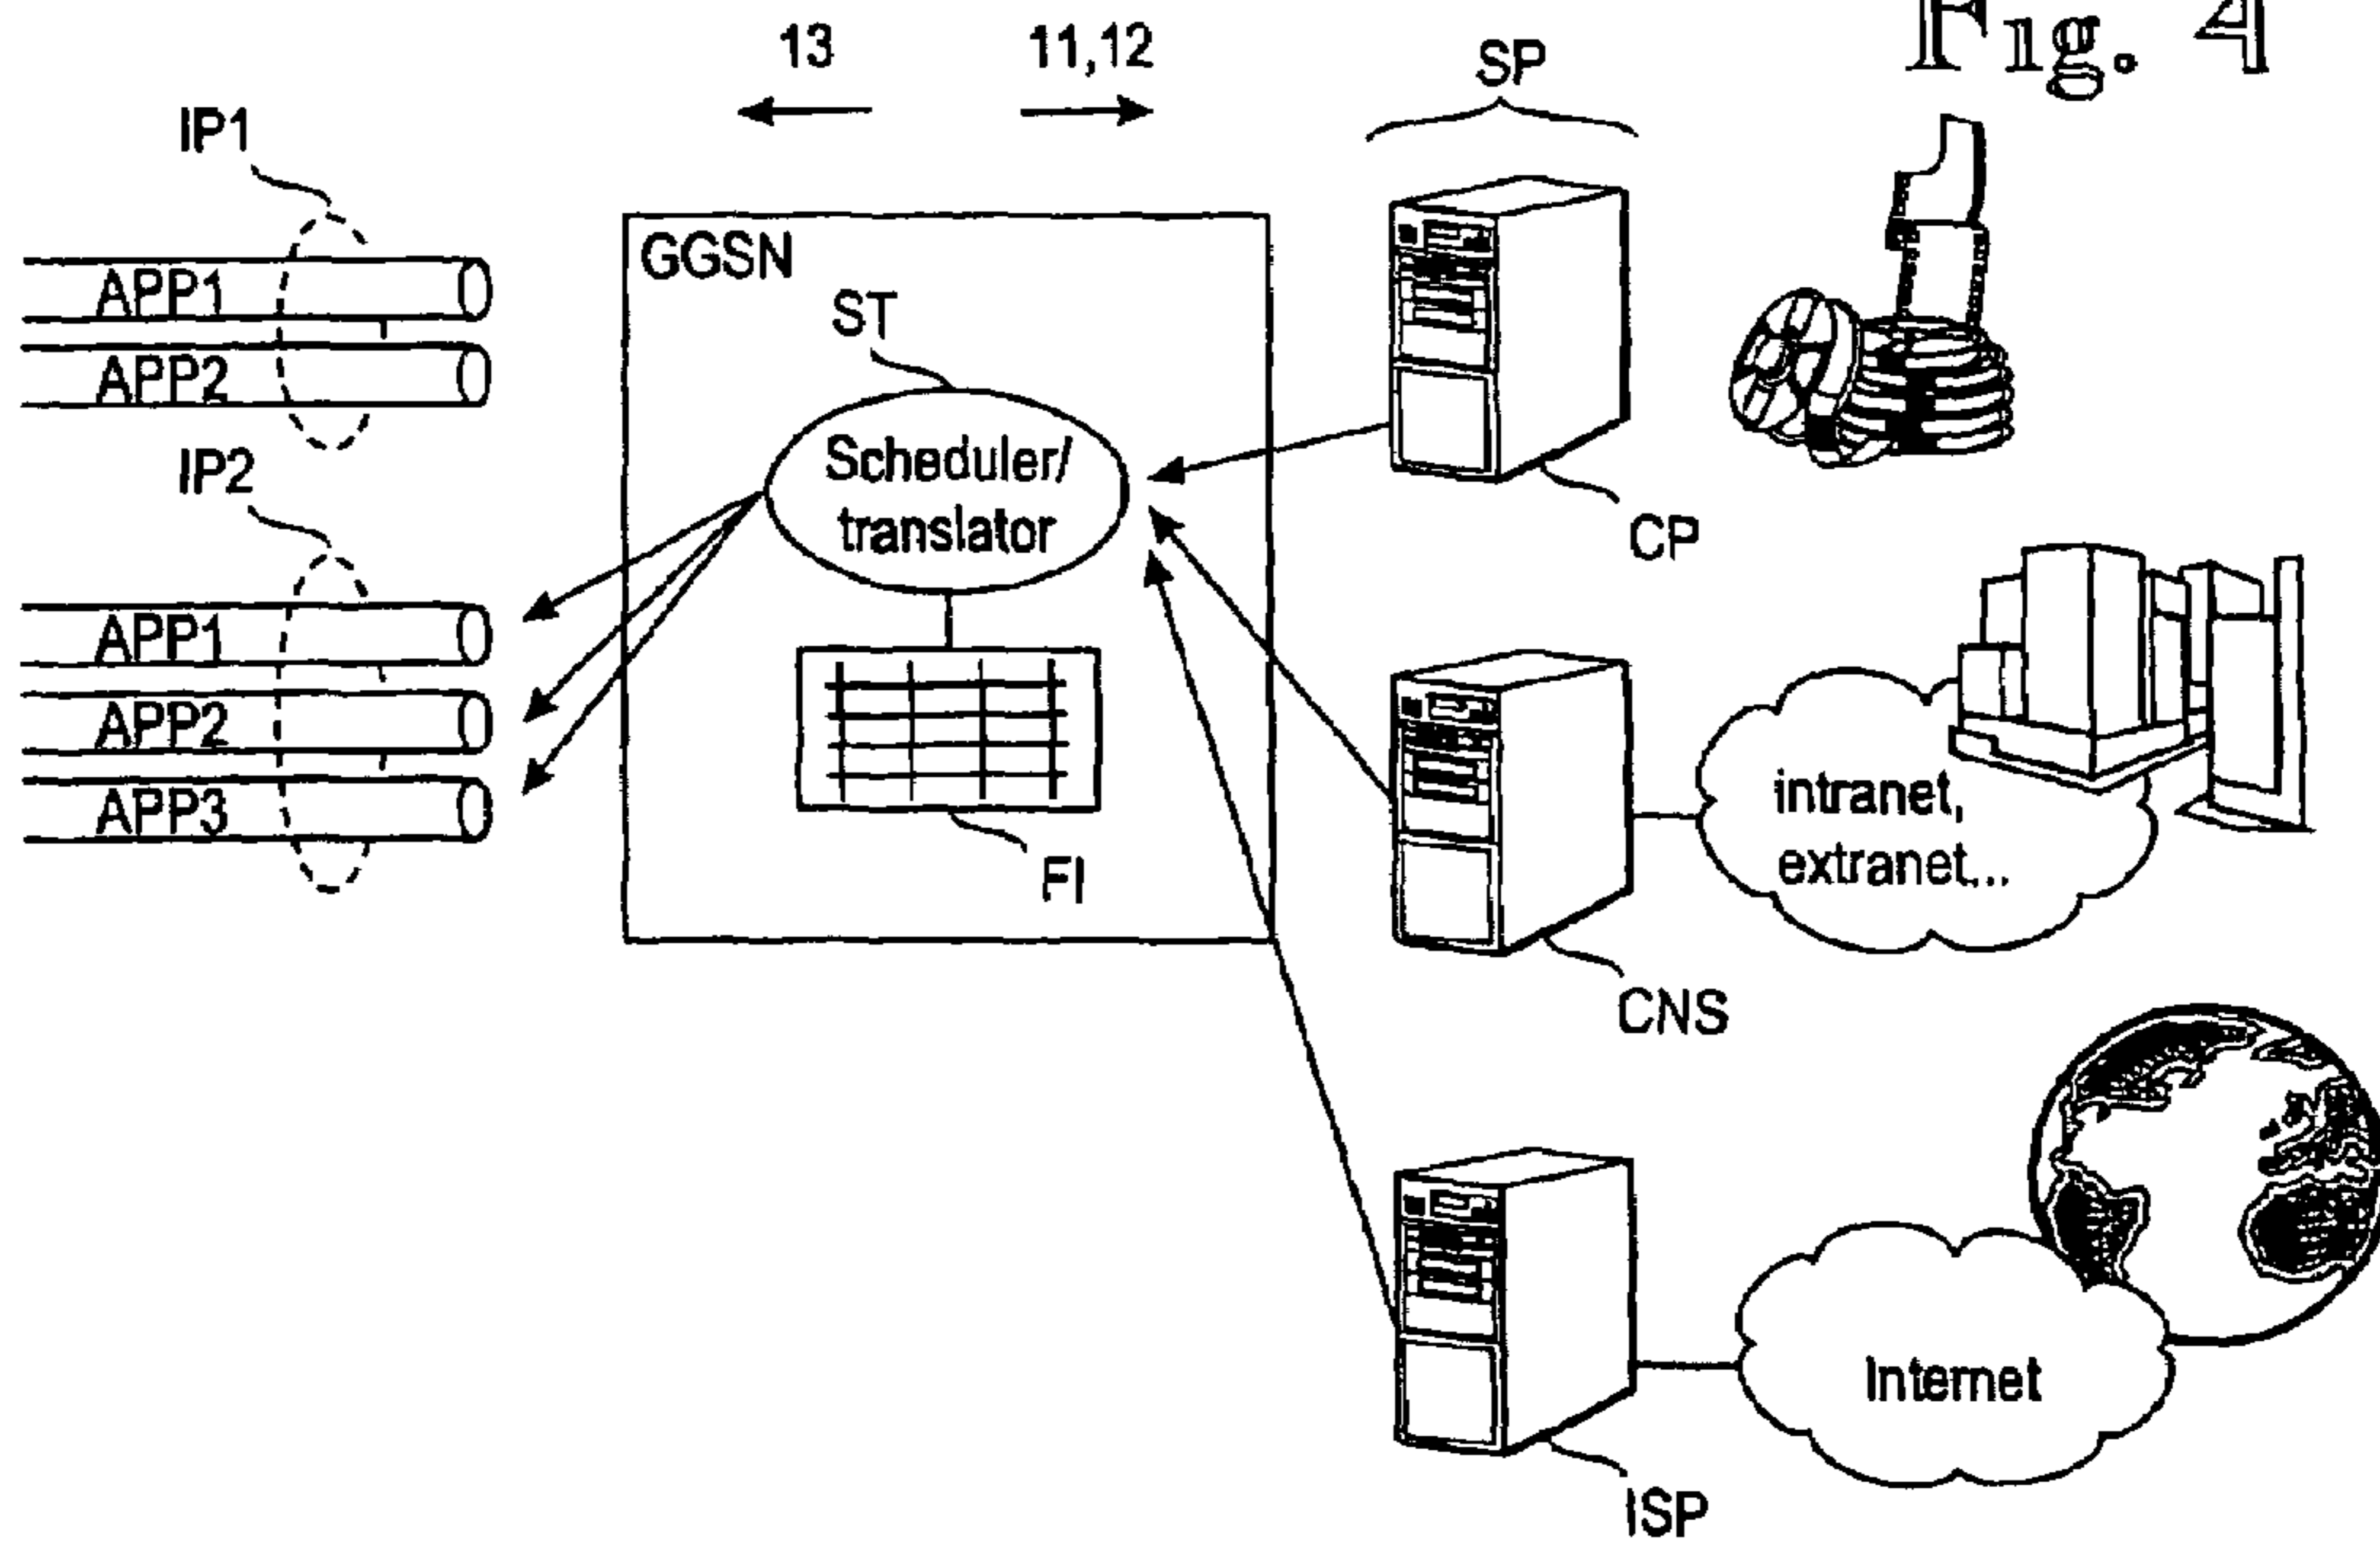 Fig. 4
13
11,12
SP
IP1
APP1
APP2
IP2
APP1
APP2
APP3
GGSN
ST
Scheduler/
translator
FI
CP
intranet,
extranet...
CNS
Internet
ISP